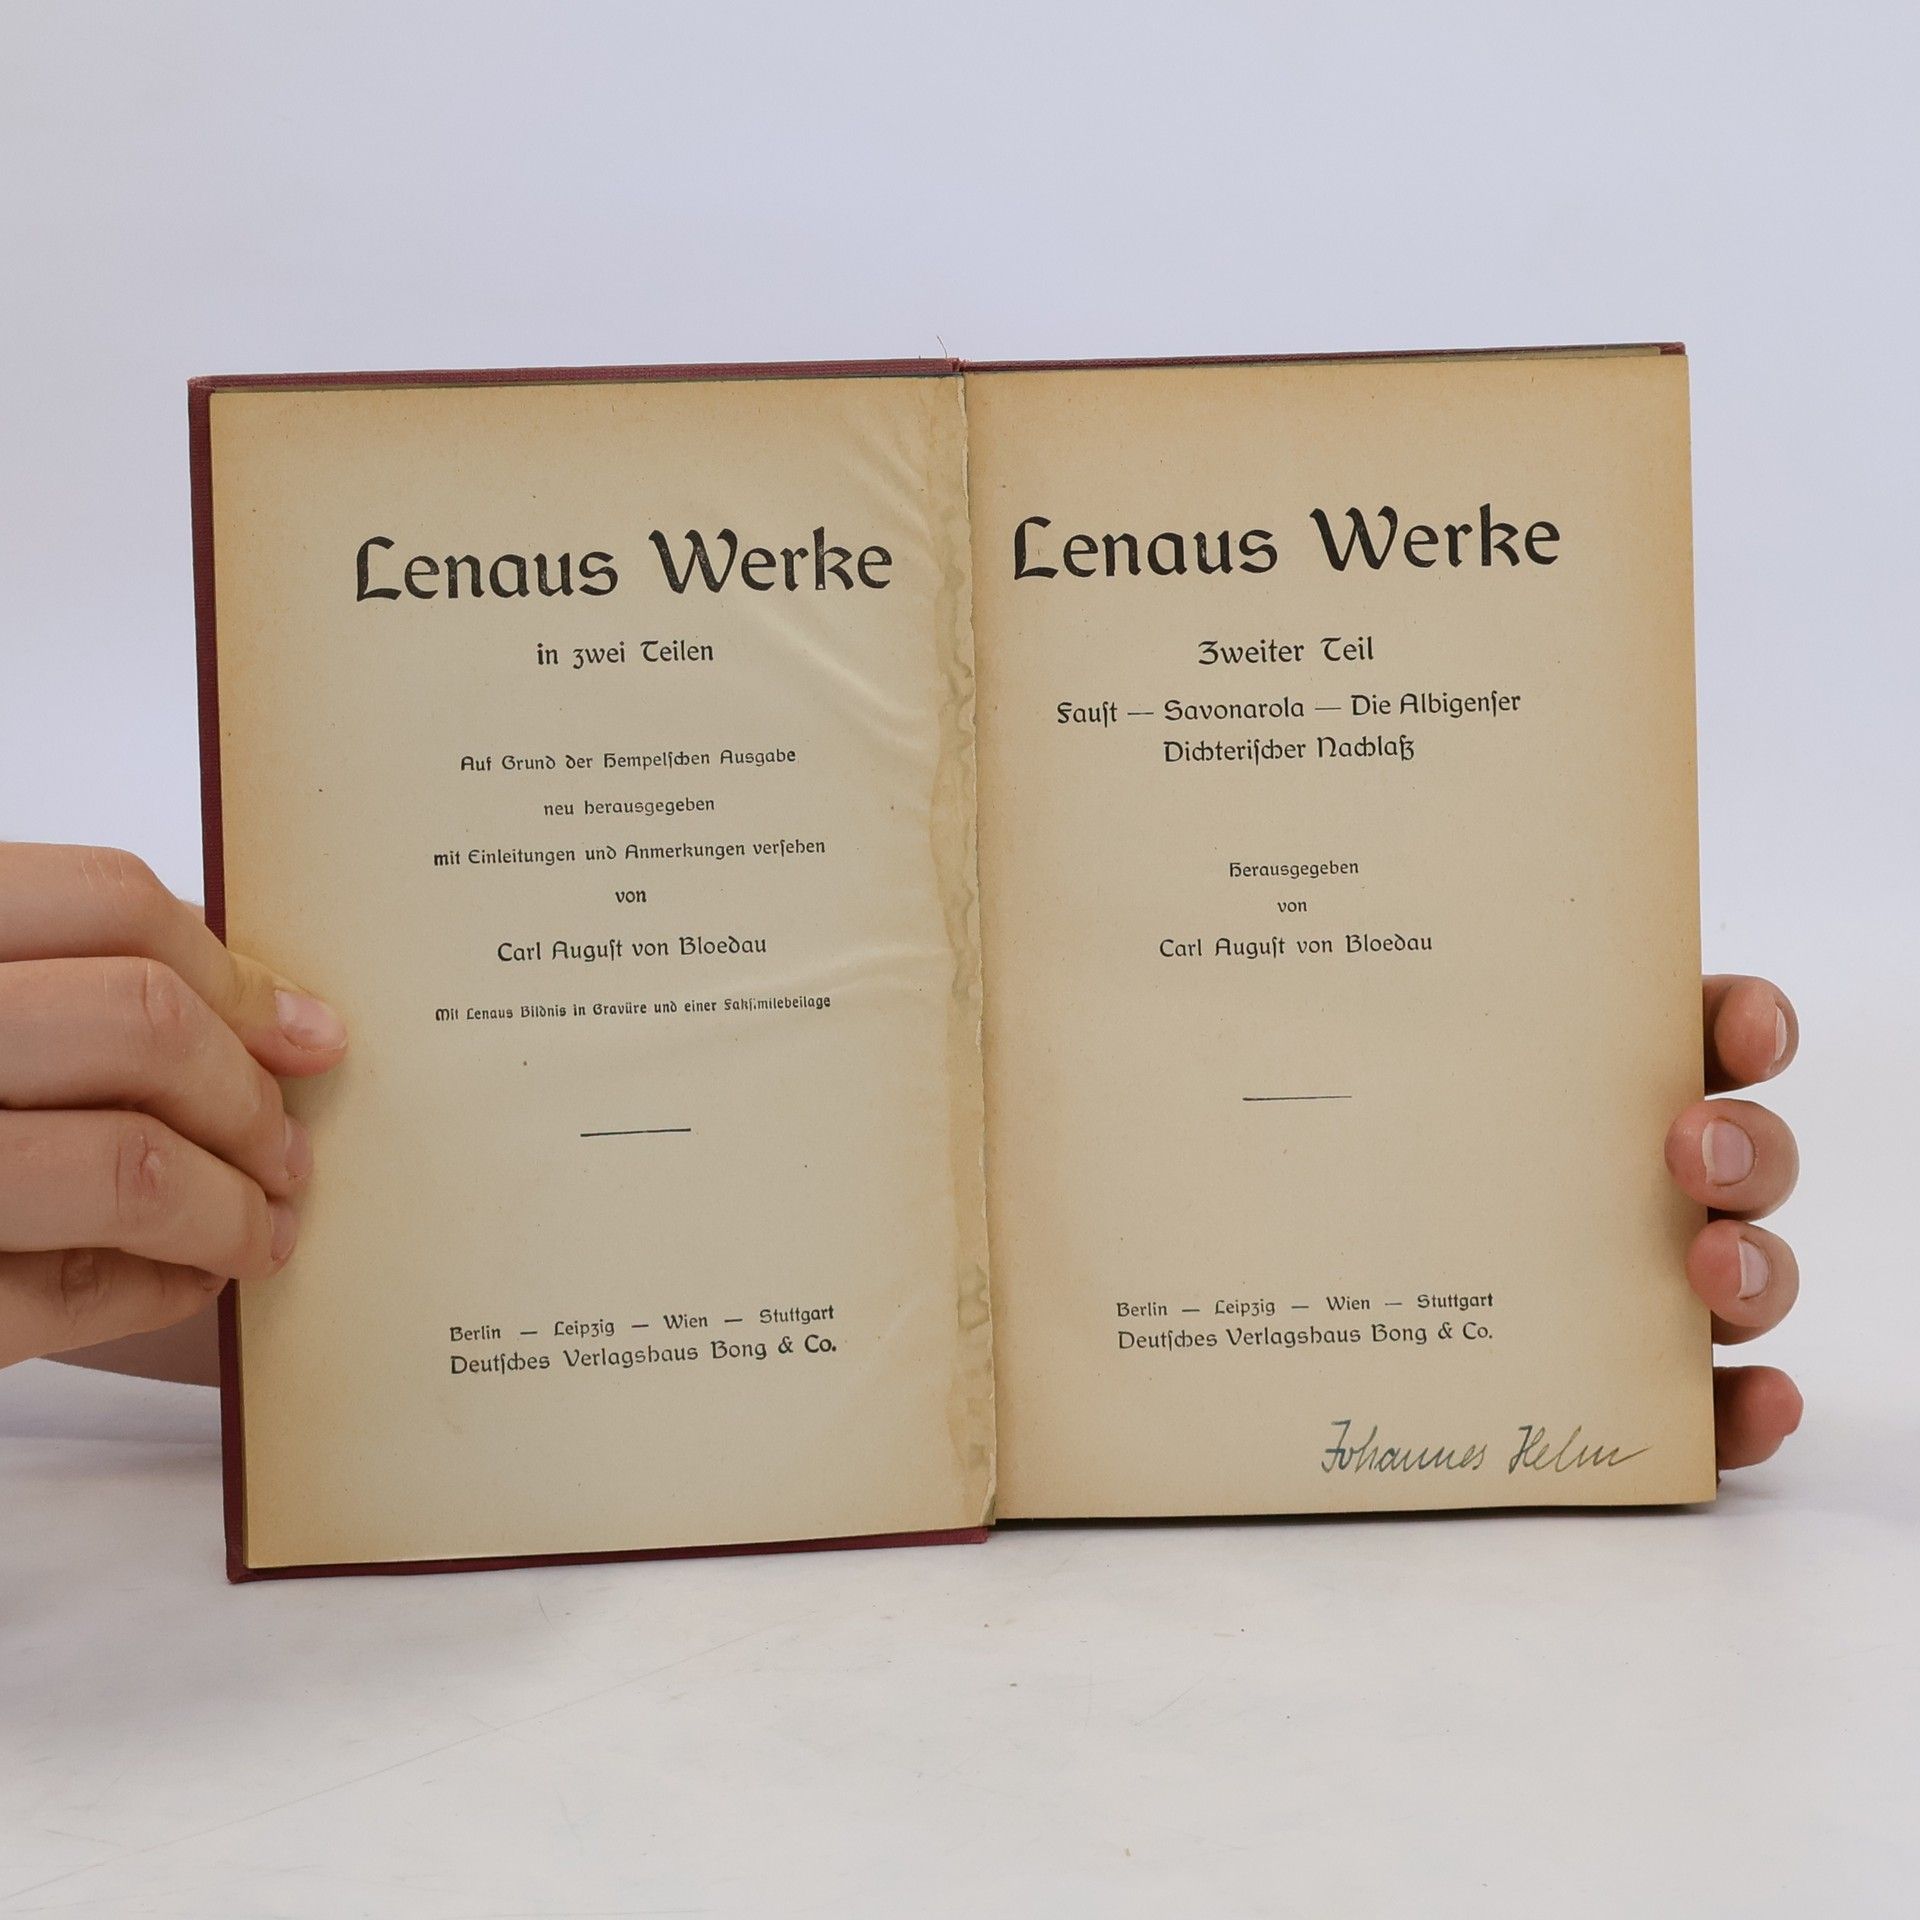 Lenaus Werke
in zwei Teilen
Auf Grund der Hempelſchen Ausgabe
neu herausgegeben
mit Einleitungen und Anmerkungen verſehen
von
Carl Auguſt von Bloedau
Mit Lenaus Bildnis in Gravüre und einer Fakſimilebeilage
Berlin — Leipzig — Wien — Stuttgart
Deutſches Verlagshaus Bong & Co.
Lenaus Werke
Zweiter Teil
Fauſt — Savonarola — Die Albigenſer
Dichteriſcher Nachlaß
Herausgegeben
von
Carl Auguſt von Bloedau
Berlin — Leipzig — Wien — Stuttgart
Deutſches Verlagshaus Bong & Co.
Johannes Helm